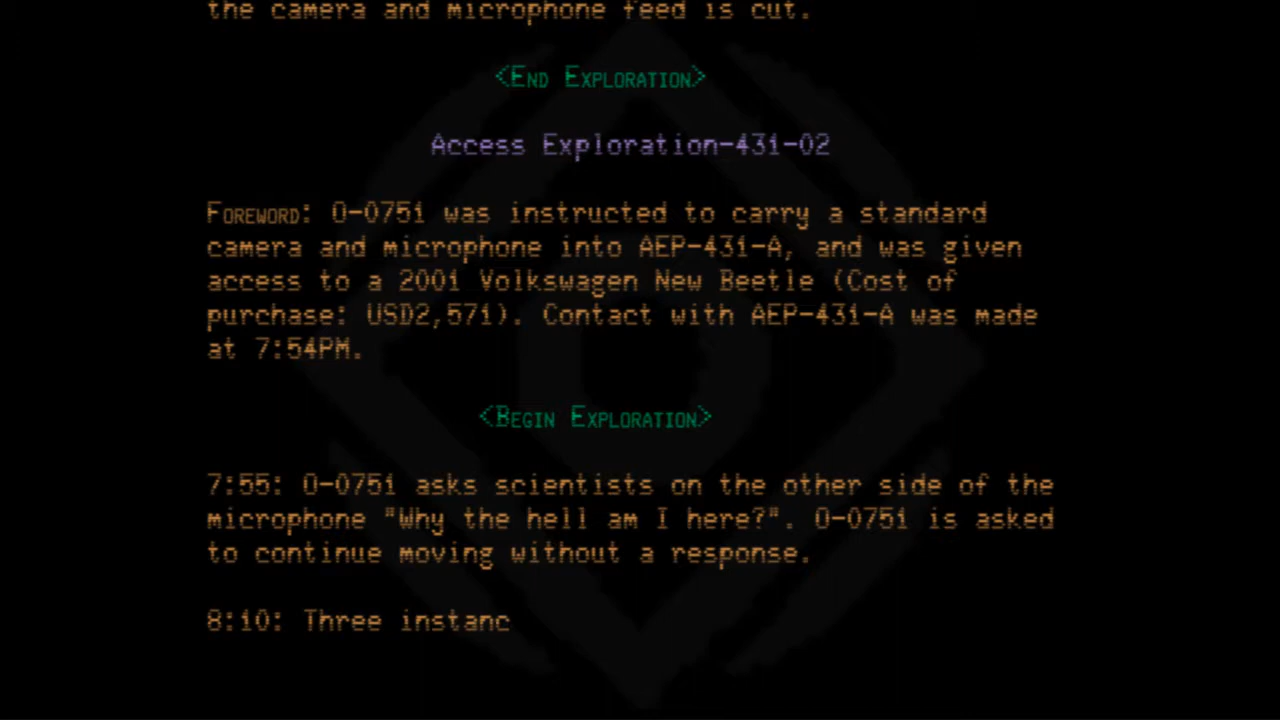 the camera and microphone feed is cut.
<End Exploration>
Access Exploration-431-02
Foreword: O-0751 was instructed to carry a standard
camera and microphone into AEP-431-A, and was given
access to a 2001 Volkswagen New Beetle (Cost of
purchase: USD2,571). Contact with AEP-431-A was made
at 7:54PM.
<Begin Exploration>
7:55: O-0751 asks scientists on the other side of the
microphone "Why the hell am I here?". O-0751 is asked
to continue moving without a response.
8:10: Three instanc